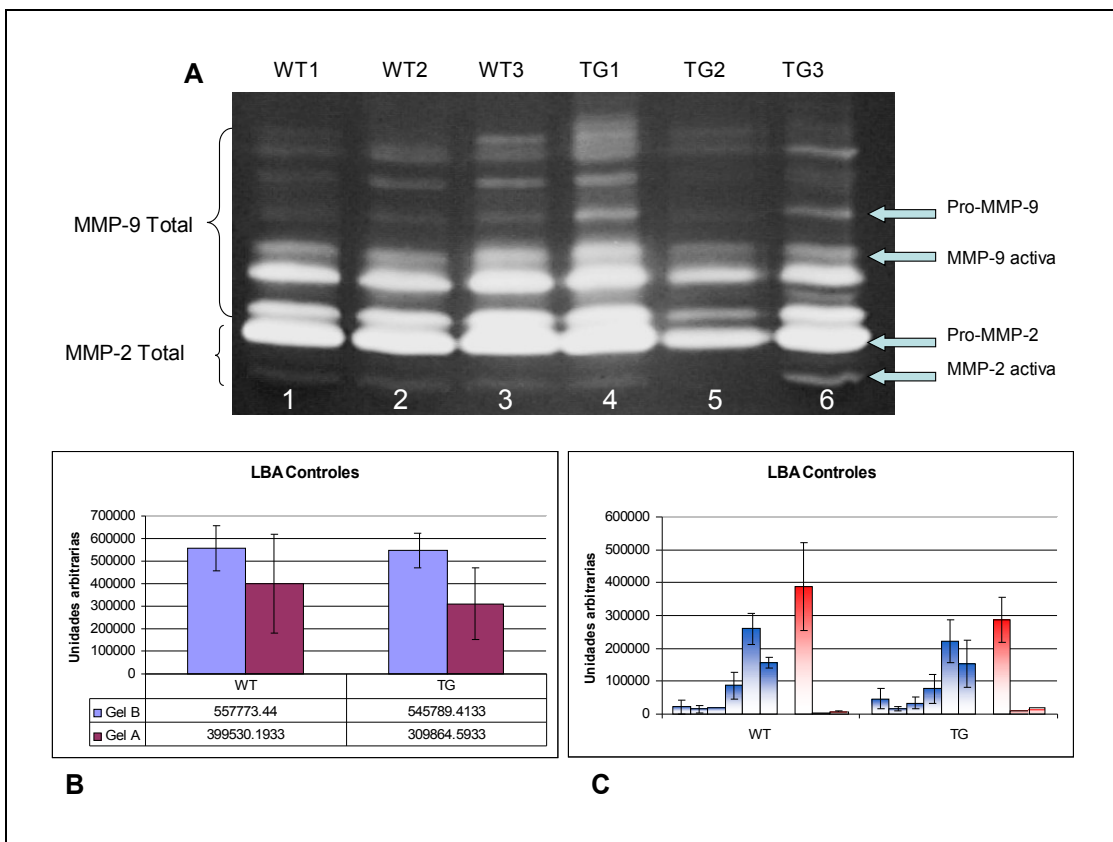 A
WT1 WT2 WT3 TG1 TG2 TG3
MMP-9 Total
MMP-2 Total
Pro-MMP-9
MMP-9 activa
Pro-MMP-2
MMP-2 activa
1 2 3 4 5 6
LBA Controles
Unidades arbitrarias
700000
600000
500000
400000
300000
200000
100000
0
WT TG
Gel B 557773.44 545789.4133
Gel A 399530.1933 309864.5933
B
LBA Controles
Unidades arbitrarias
600000
500000
400000
300000
200000
100000
0
WT TG
C